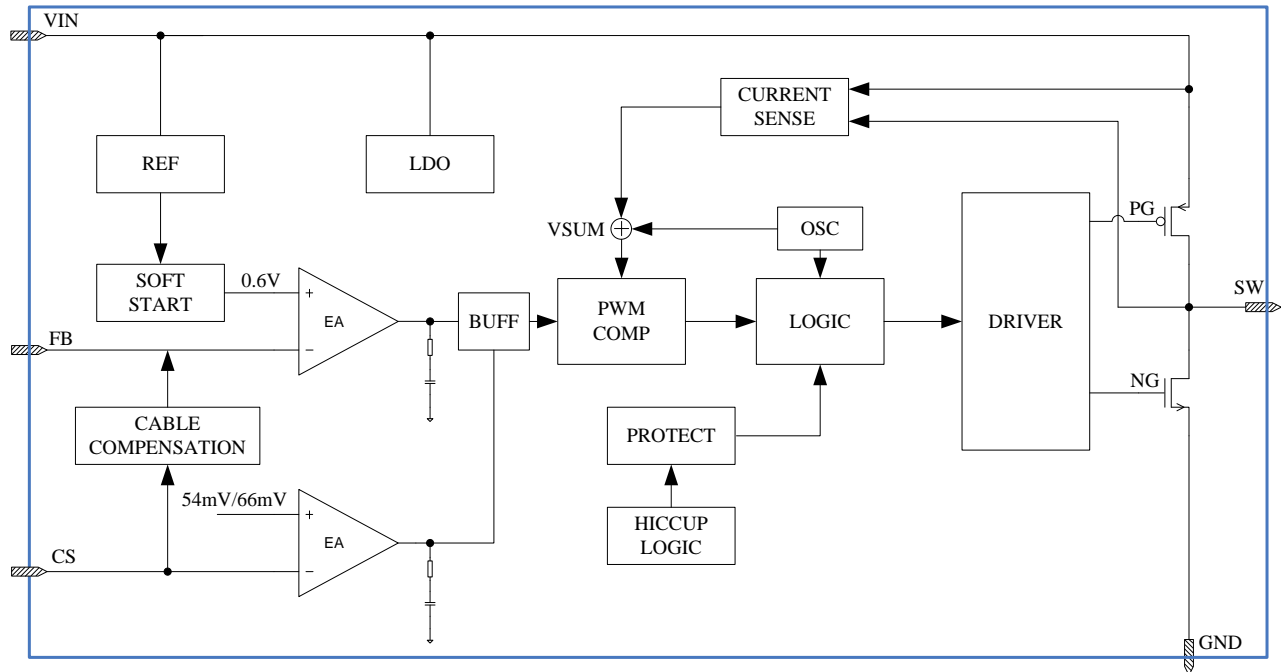 VIN
CURRENT
SENSE
REF
LDO
PG
VSUM
OSC
SOFT
START
0.6V
+
EA
−
BUFF
PWM
COMP
LOGIC
DRIVER
SW
FB
NG
CABLE
COMPENSATION
PROTECT
54mV/66mV
+
EA
−
HICCUP
LOGIC
CS
GND